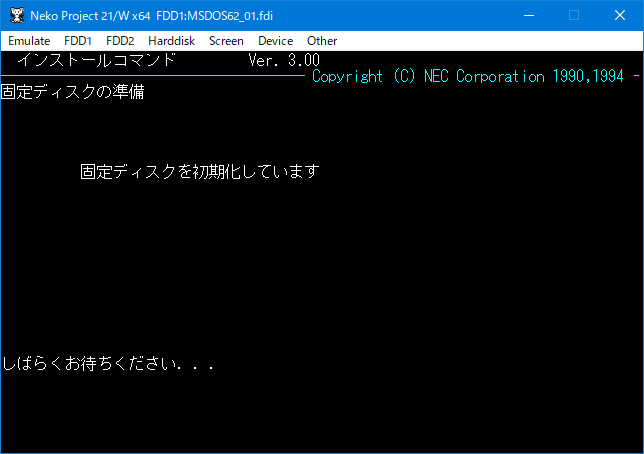 Neko Project 21/W x64 FDD1:MSDOS62_01.fdi
Emulate FDD1 FDD2 Harddisk Screen Device Other
インストールコマンド Ver. 3.00
Copyright (C) NEC Corporation 1990,1994
固定ディスクの準備
固定ディスクを初期化しています
しばらくお待ちください...